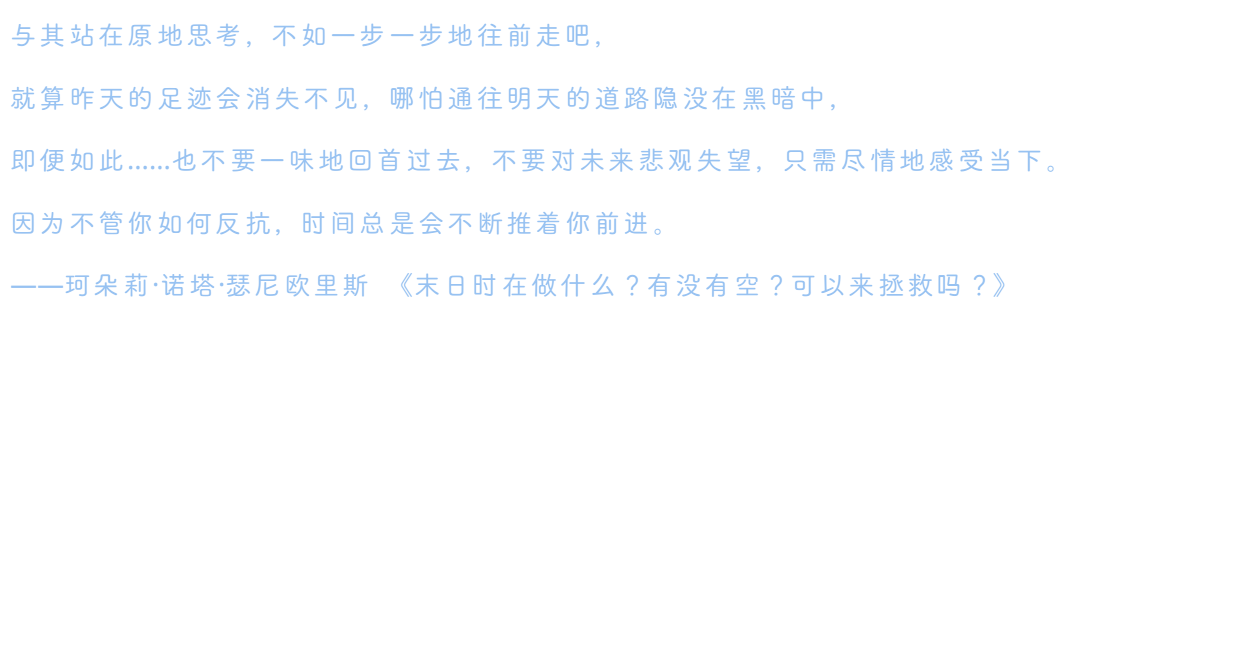 与其站在原地思考，不如一步一步地往前走吧，
就算昨天的足迹会消失不见，哪怕通往明天的道路隐没在黑暗中，
即便如此……也不要一味地回首过去，不要对未来悲观失望，只需尽情地感受当下。
因为不管你如何反抗，时间总是会不断推着你前进。
——珂朵莉·诺塔·瑟尼欧里斯 《末日时在做什么？有没有空？可以来拯救吗？》